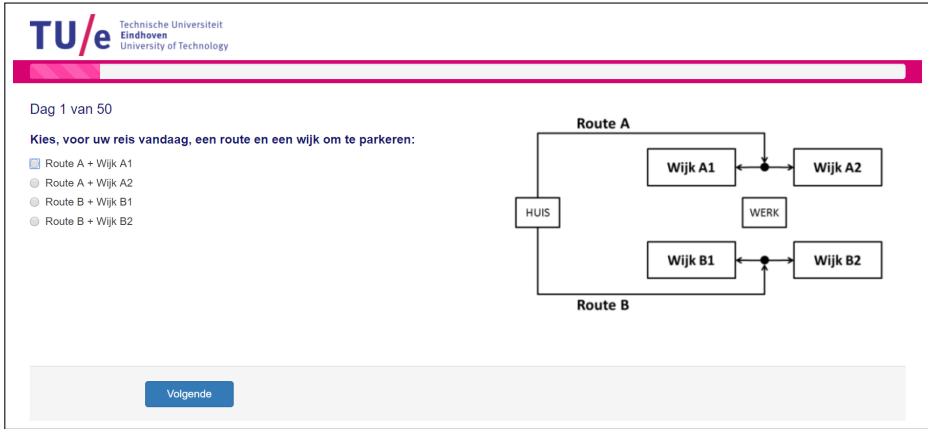 TU/e
Technische Universiteit
Eindhoven
University of Technology
Dag 1 van 50
Kies, voor uw reis vandaag, een route en een wijk om te parkeren:
Route A + Wijk A1
Route A + Wijk A2
Route B + Wijk B1
Route B + Wijk B2
Route A
Wijk A1
Wijk A2
HUIS
WERK
Wijk B1
Wijk B2
Route B
Volgende